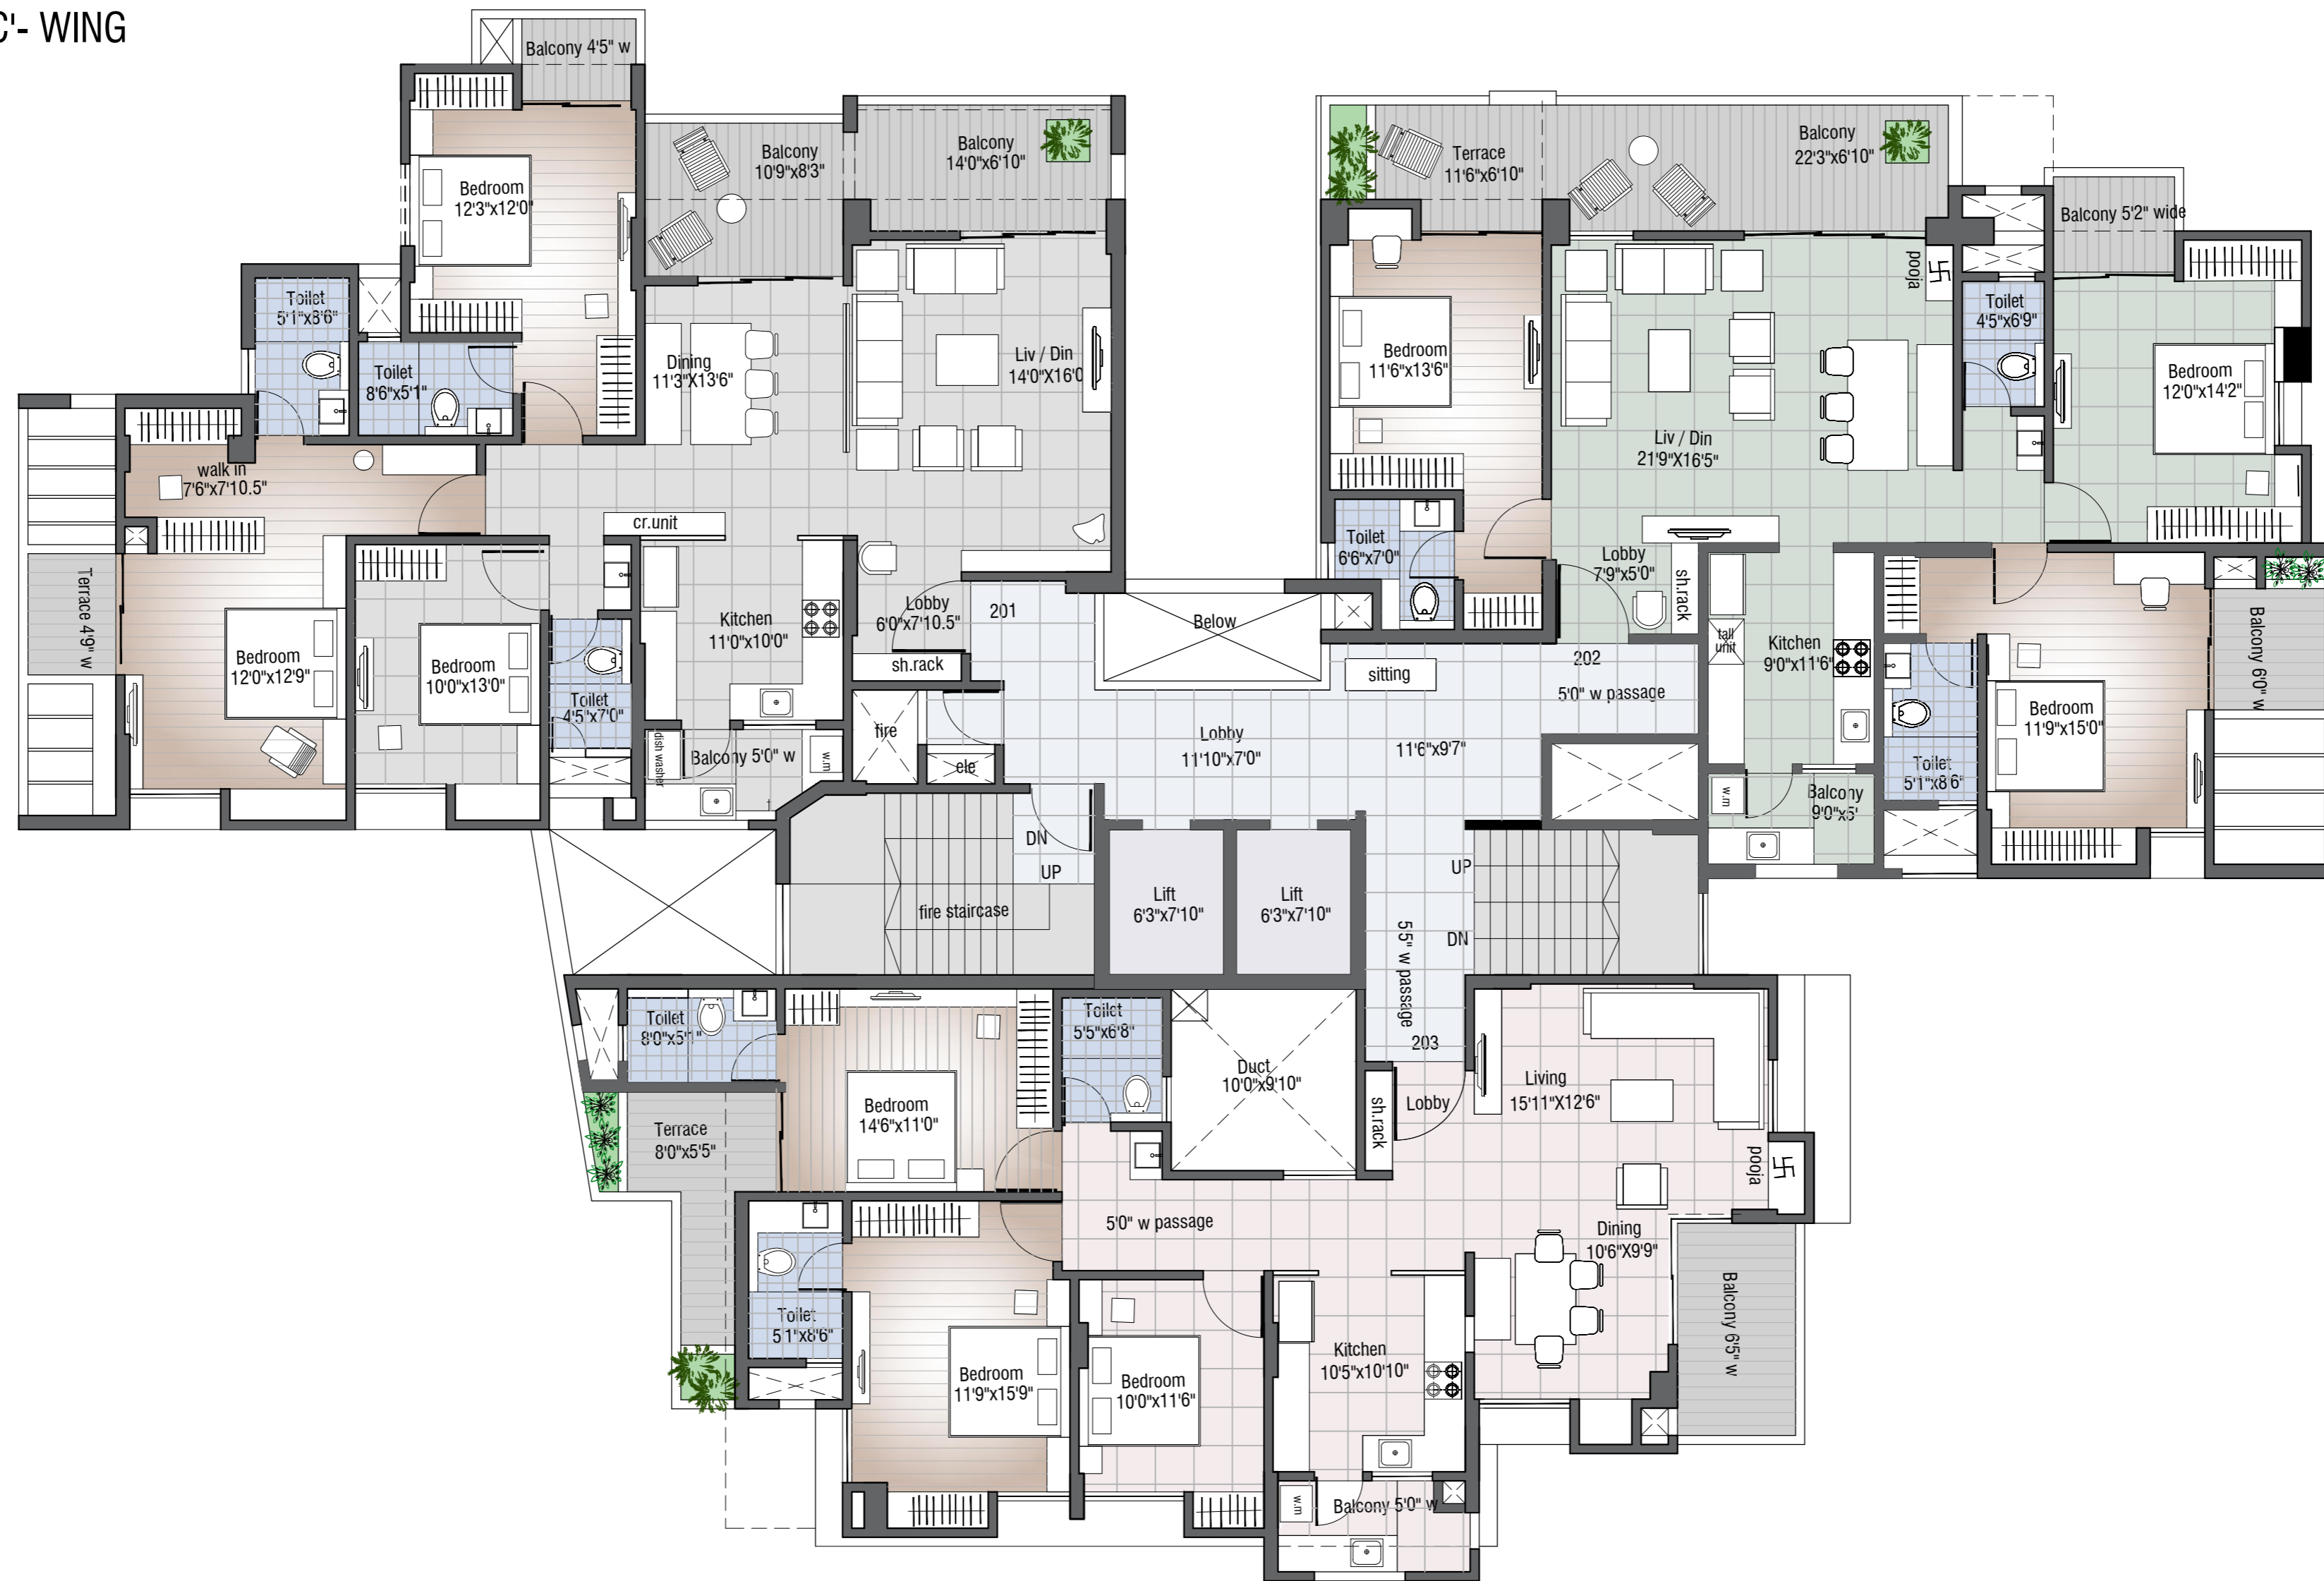 C'- WING
Balcony 4'5" w
Bedroom
12'3"x12'0"
Balcony
10'9"x8'3"
Balcony
14'0"x6'10"
Toilet
5'1"x8'6"
Toilet
8'6"x5'1"
Dining
11'3"X13'6"
Liv / Din
14'0"X16'0
walk in
7'6"x7'10.5"
cr.unit
Terrace 4'9" w
Bedroom
12'0"x12'9"
Bedroom
10'0"x13'0"
Toilet
4'5"x7'0"
Kitchen
11'0"x10'0"
Lobby
6'0"x7'10.5"
sh.rack
201
dish washer
Balcony 5'0" w
w.m
fire
ele
Terrace
11'6"x6'10"
Balcony
22'3"x6'10"
Balcony 5'2" wide
pooja
Bedroom
11'6"x13'6"
Toilet
4'5"x6'9"
Bedroom
12'0"x14'2"
Liv / Din
21'9"X16'5"
Toilet
6'6"x7'0"
Lobby
7'9"x5'0"
sh.rack
tall
unit
Kitchen
9'0"x11'6"
Balcony 6'0" w
Bedroom
11'9"x15'0"
Toilet
5'1"x8'6"
w.m
Balcony
9'0"x5'
Below
sitting
202
5'0" w passage
Lobby
11'10"x7'0"
11'6"x9'7"
DN
UP
fire staircase
Lift
6'3"x7'10"
Lift
6'3"x7'10"
UP
DN
5'5" w passage
203
Toilet
8'0"x5'1"
Toilet
5'5"x6'8"
Duct
10'0"x9'10"
Bedroom
14'6"x11'0"
Terrace
8'0"x5'5"
sh.rack
Lobby
Living
15'11"X12'6"
pooja
5'0" w passage
Dining
10'6"X9'9"
Balcony 6'5" w
Toilet
5'1"x8'6"
Bedroom
11'9"x15'9"
Bedroom
10'0"x11'6"
Kitchen
10'5"x10'10"
w.m
Balcony 5'0" w